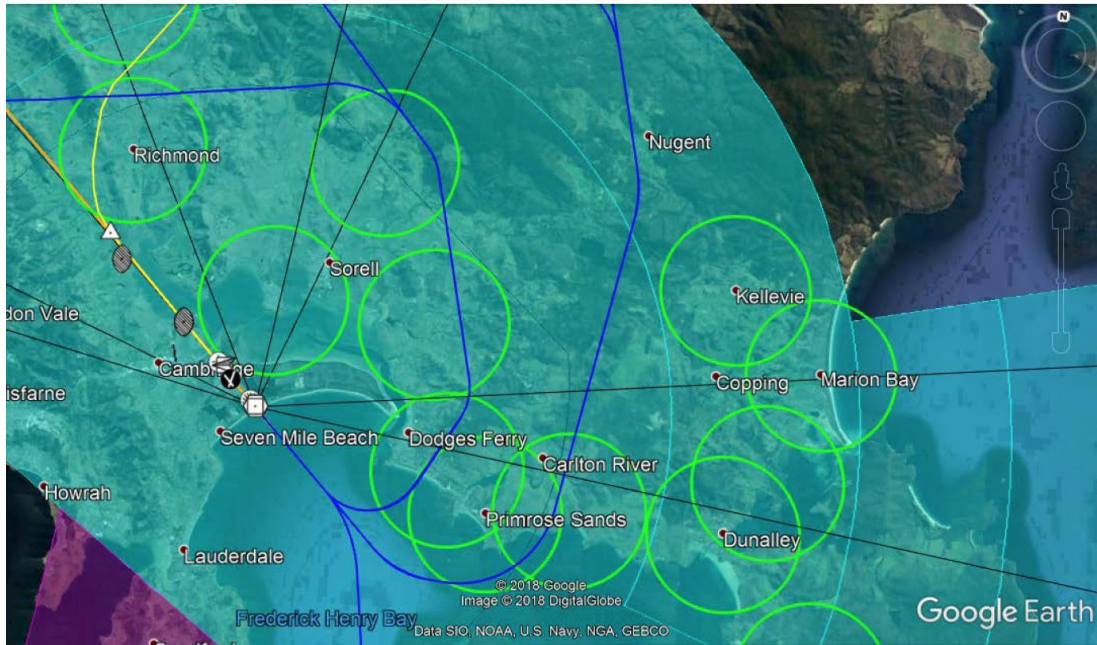 N
Nugent
Richmond
Sorell
Kellevie
don Vale
Cambridge
Copping
Marion Bay
isfarne
Seven Mile Beach
Dodges Ferry
Carlton River
Howrah
Primrose Sands
Dunalley
Lauderdale
© 2018 Google
Image © 2018 DigitalGlobe
Google Earth
Frederick Henry Bay
Data SIO, NOAA, U.S. Navy, NGA, GEBCO